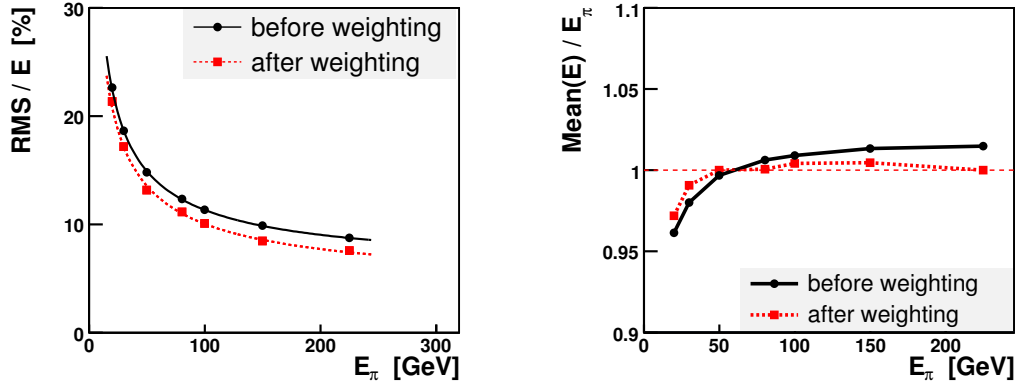 RMS / E [%]
30
20
10
0
before weighting
after weighting
0 100 200 300
E_π [GeV]
Mean(E) / E_π
1.1
1.05
1
0.95
0.9
before weighting
after weighting
0 50 100 150 200
E_π [GeV]